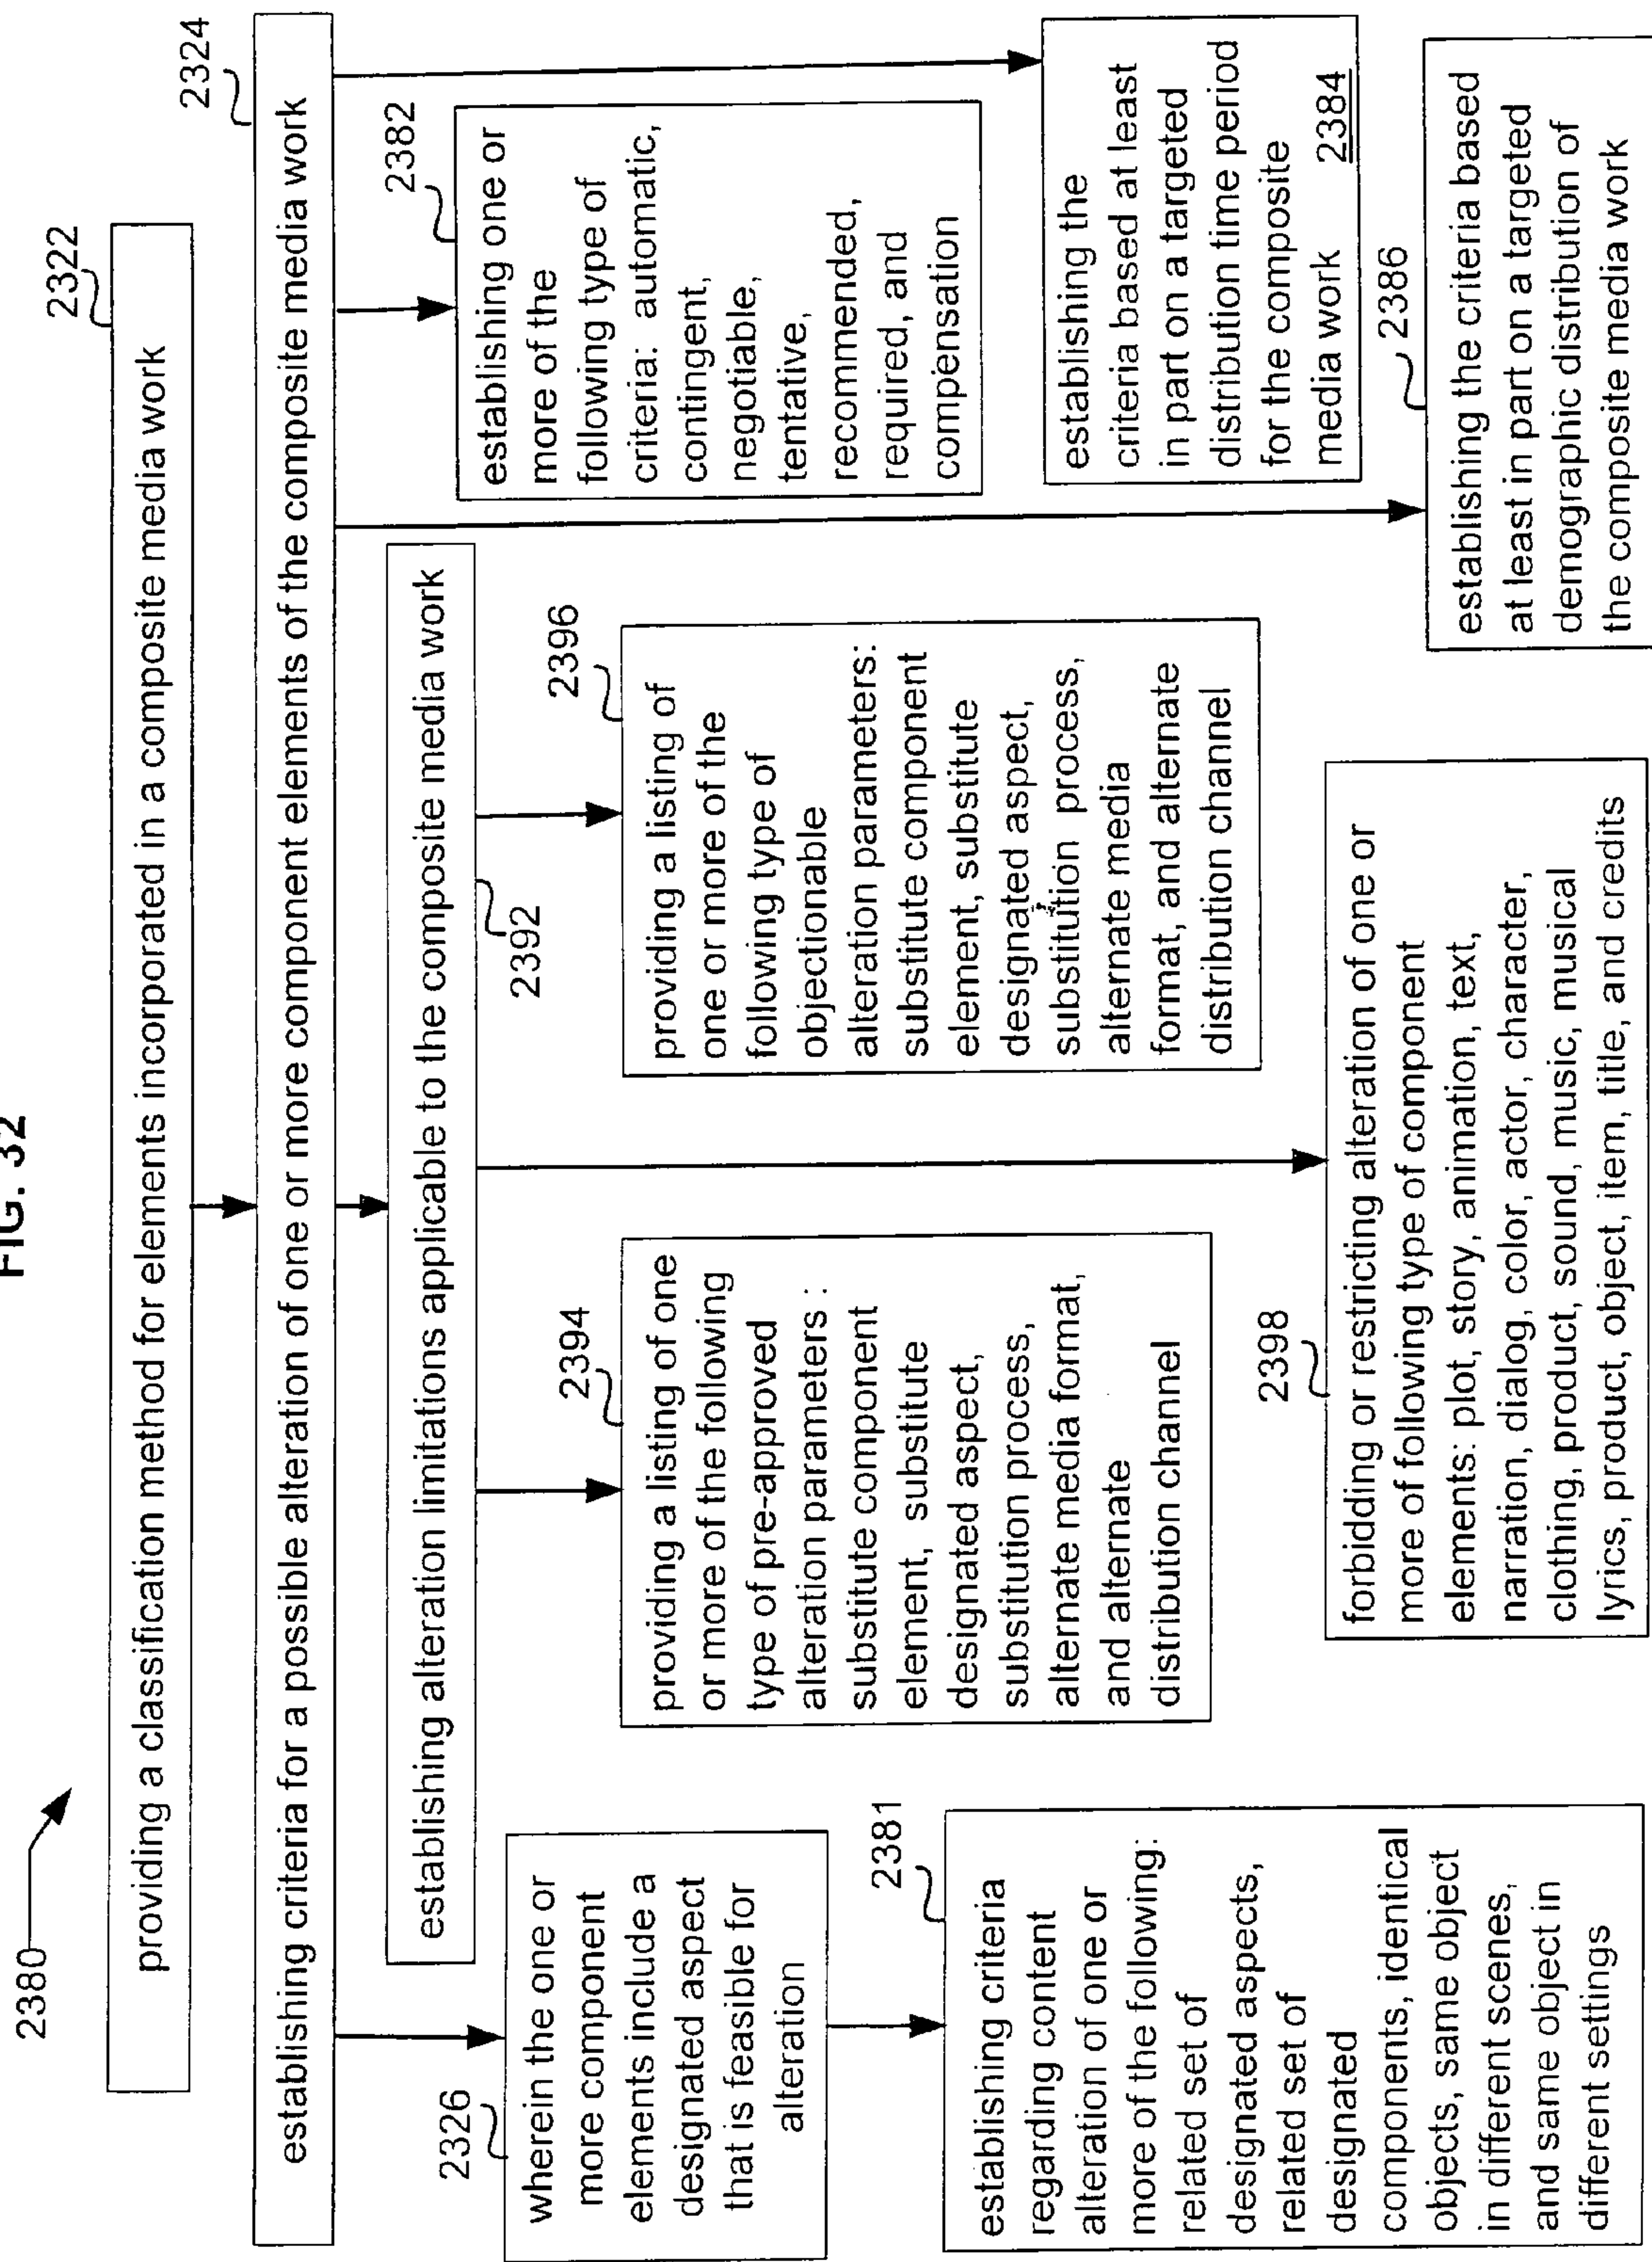 FIG. 32
2380
2322
providing a classification method for elements incorporated in a composite media work
2324
establishing criteria for a possible alteration of one or more component elements of the composite media work
2326
wherein the one or
more component
elements include a
designated aspect
that is feasible for
alteration
2381
establishing criteria
regarding content
alteration of one or
more of the following:
related set of
designated aspects,
related set of
designated
components, identical
objects, same object
in different scenes,
and same object in
different settings
establishing alteration limitations applicable to the composite media work
2392
2394
providing a listing of one
or more of the following
type of pre-approved
alteration parameters :
substitute component
element, substitute
designated aspect,
substitution process,
alternate media format,
and alternate
distribution channel
2396
providing a listing of
one or more of the
following type of
objectionable
alteration parameters:
substitute component
element, substitute
designated aspect,
substitution process,
alternate media
format, and alternate
distribution channel
2398
forbidding or restricting alteration of one or
more of following type of component
elements: plot, story, animation, text,
narration, dialog, color, actor, character,
clothing, product, sound, music, musical
lyrics, product, object, item, title, and credits
2382
establishing one or
more of the
following type of
criteria: automatic,
contingent,
negotiable,
tentative,
recommended,
required, and
compensation
establishing the
criteria based at least
in part on a targeted
distribution time period
for the composite
media work 2384
2386
establishing the criteria based
at least in part on a targeted
demographic distribution of
the composite media work